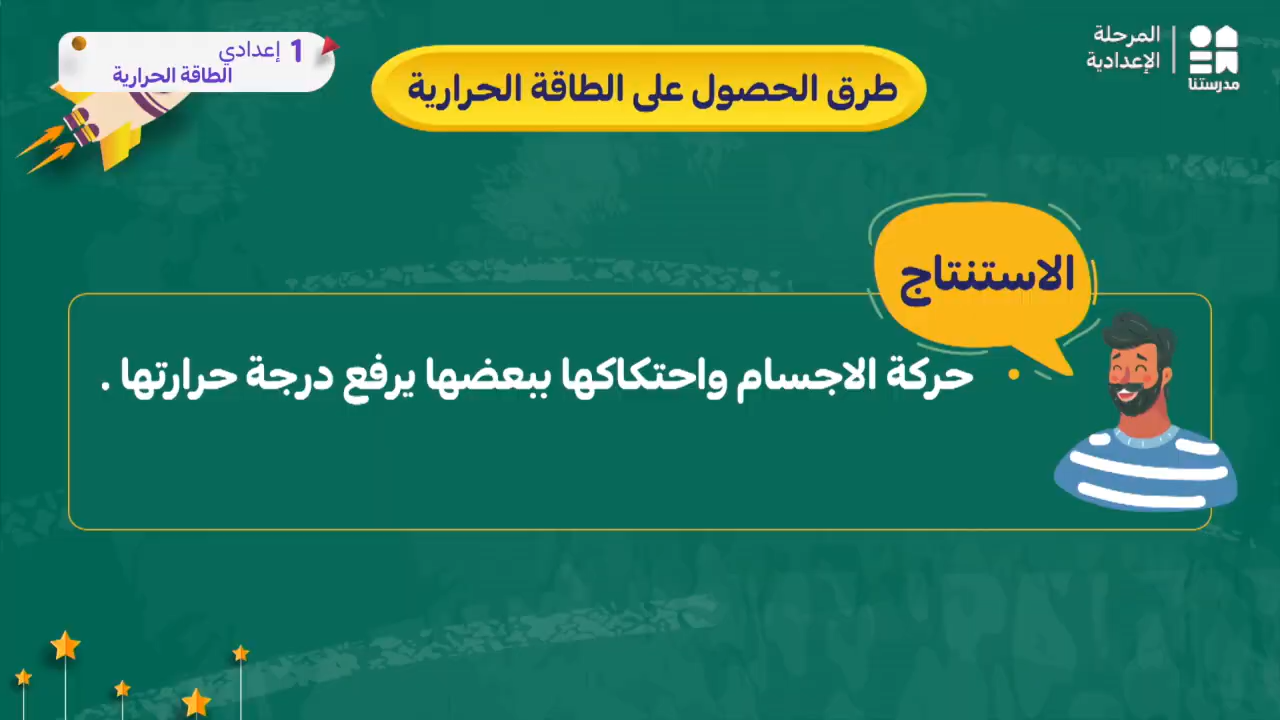 المرحلة
الإعدادية
مدرستنا
1 إعدادي
الطاقة الحرارية
طرق الحصول على الطاقة الحرارية
الاستنتاج
• حركة الاجسام واحتكاكها ببعضها يرفع درجة حرارتها .